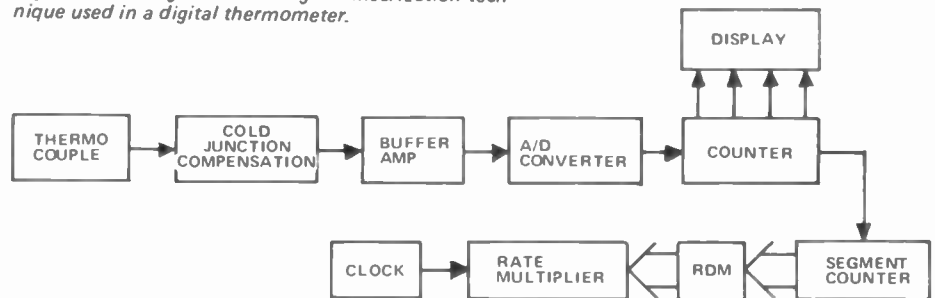 nique used in a digital thermometer.
DISPLAY
THERMO
COUPLE
COLD
JUNCTION
COMPENSATION
BUFFER
AMP
A/D
CONVERTER
COUNTER
CLOCK
RATE
MULTIPLIER
RDM
SEGMENT
COUNTER